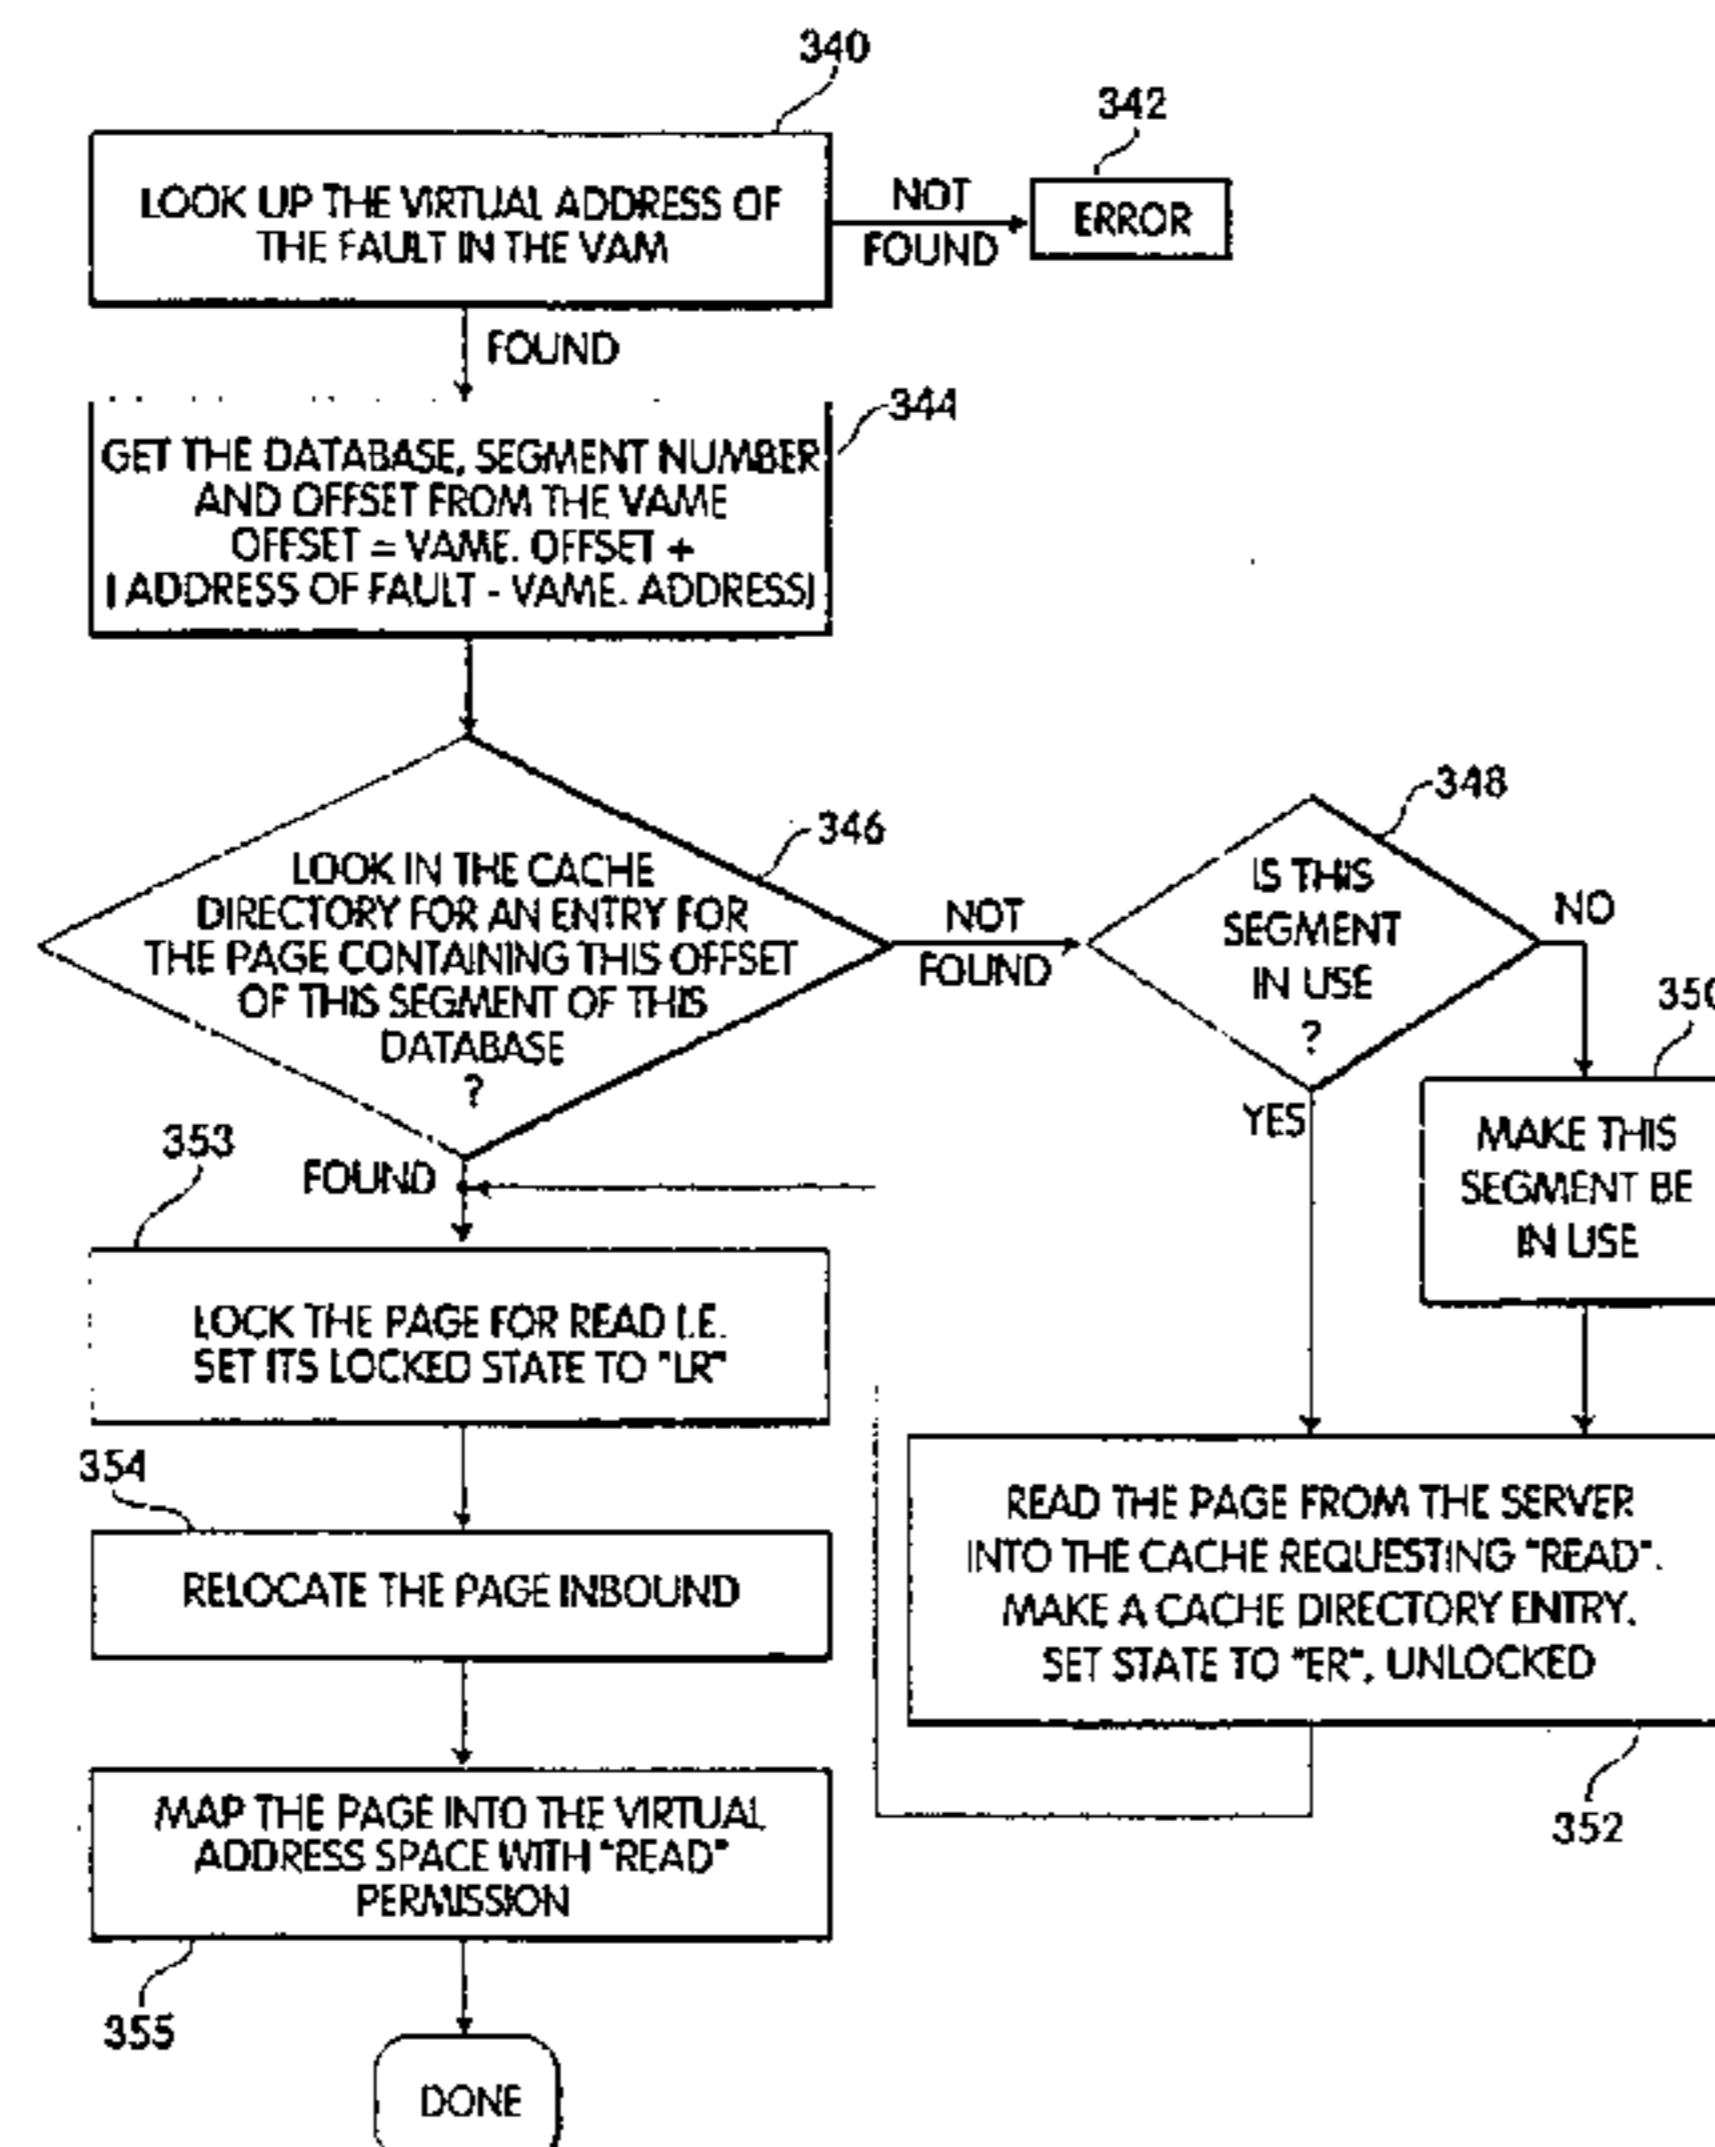 340
342
LOOK UP THE VIRTUAL ADDRESS OF
THE FAULT IN THE VAM
NOT
FOUND
ERROR
FOUND
344
GET THE DATABASE, SEGMENT NUMBER
AND OFFSET FROM THE VAME
OFFSET = VAME. OFFSET +
( ADDRESS OF FAULT - VAME. ADDRESS)
346
LOOK IN THE CACHE
DIRECTORY FOR AN ENTRY FOR
THE PAGE CONTAINING THIS OFFSET
OF THIS SEGMENT OF THIS
DATABASE
?
NOT
FOUND
348
IS THIS
SEGMENT
IN USE
?
NO
YES
350
MAKE THIS
SEGMENT BE
IN USE
353
FOUND
LOCK THE PAGE FOR READ I.E.
SET ITS LOCKED STATE TO "LR"
354
RELOCATE THE PAGE INBOUND
READ THE PAGE FROM THE SERVER
INTO THE CACHE REQUESTING "READ".
MAKE A CACHE DIRECTORY ENTRY.
SET STATE TO "ER", UNLOCKED
352
MAP THE PAGE INTO THE VIRTUAL
ADDRESS SPACE WITH "READ"
PERMISSION
355
DONE